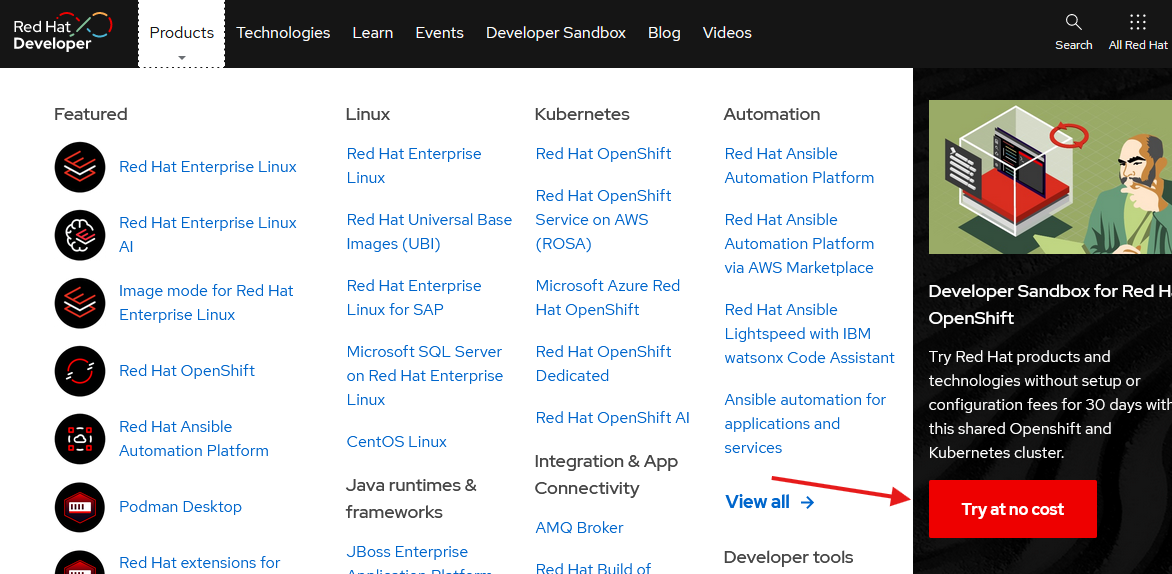 Red Hat
Developer
Products
Technologies
Learn
Events
Developer Sandbox
Blog
Videos
Search
All Red Hat
Featured
Red Hat Enterprise Linux
Red Hat Enterprise Linux
AI
Image mode for Red Hat
Enterprise Linux
Red Hat OpenShift
Red Hat Ansible
Automation Platform
Podman Desktop
Red Hat extensions for
Linux
Red Hat Enterprise
Linux
Red Hat Universal Base
Images (UBI)
Red Hat Enterprise
Linux for SAP
Microsoft SQL Server
on Red Hat Enterprise
Linux
CentOS Linux
Java runtimes &
frameworks
JBoss Enterprise
Application Platform
Kubernetes
Red Hat OpenShift
Red Hat OpenShift
Service on AWS
(ROSA)
Microsoft Azure Red
Hat OpenShift
Red Hat OpenShift
Dedicated
Red Hat OpenShift AI
Integration & App
Connectivity
AMQ Broker
Red Hat Build of
Automation
Red Hat Ansible
Automation Platform
Red Hat Ansible
Automation Platform
via AWS Marketplace
Red Hat Ansible
Lightspeed with IBM
watsonx Code Assistant
Ansible automation for
applications and
services
View all
Developer tools
Developer Sandbox for Red H
OpenShift
Try Red Hat products and
technologies without setup or
configuration fees for 30 days with
this shared Openshift and
Kubernetes cluster.
Try at no cost